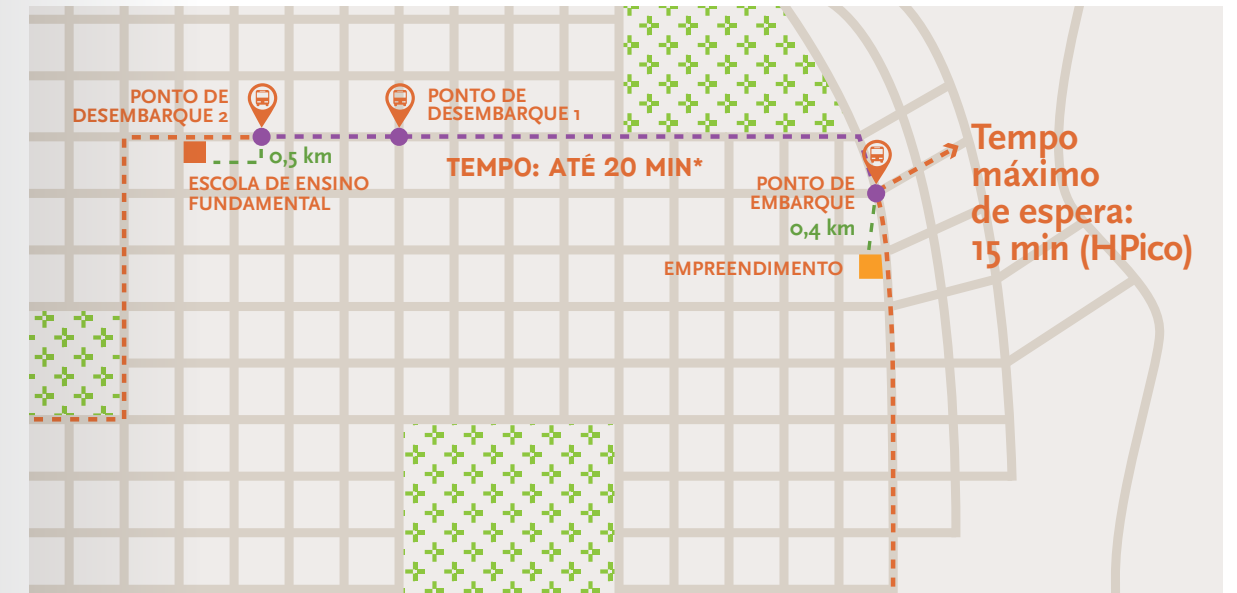 PONTO DE
DESEMBARQUE 2
PONTO DE
DESEMBARQUE 1
0,5 km
ESCOLA DE ENSINO
FUNDAMENTAL
TEMPO: ATÉ 20 MIN*
PONTO DE
EMBARQUE
0,4 km
EMPREENDIMENTO
Tempo
máximo
de espera:
15 min (HPico)